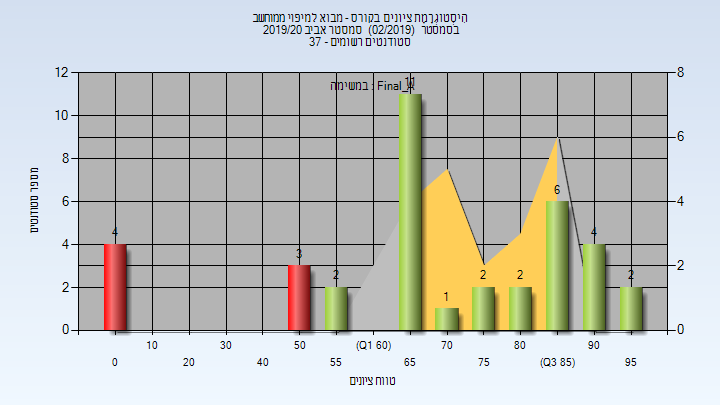 היסטוגרמת ציונים בקורס - מבוא למיפוי ממוחשב
בסמסטר (02/2019) סמסטר אביב 2019/20
סטודנטים רשומים - 37
במשימה : Final_A
מספר סטודנטים
12
10
8
6
4
2
0
8
6
4
2
0
4
3
2
11
1
2
2
6
4
2
10 30 50 (Q1 60) 70 80 90
0 20 40 55 65 75 (Q3 85) 95
טווח ציונים